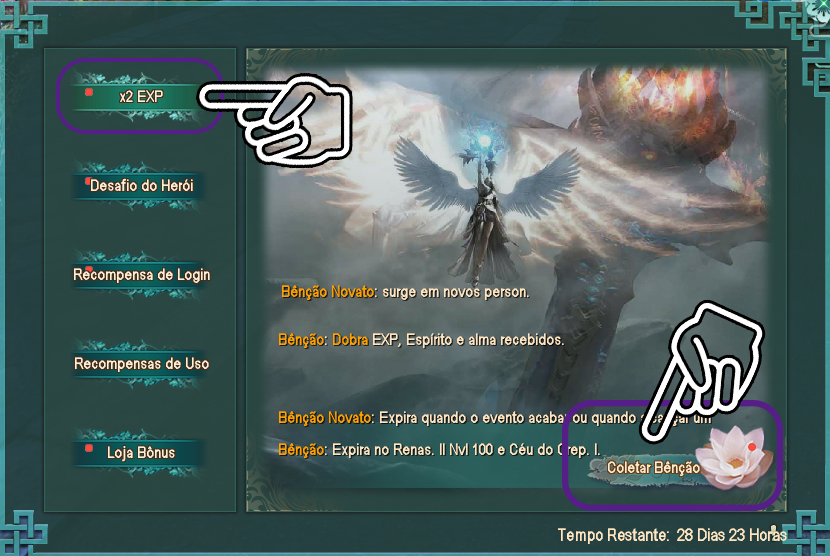 x2 EXP
Desafio do Herói
Recompensa de Login
Recompensas de Uso
Loja Bônus
Bênção Novato: surge em novos person.
Bênção: Dobra EXP, Espírito e alma recebidos.
Bênção Novato: Expira quando o evento acabar ou quando alcançar um
Bênção: Expira no Renas. II Nvl 100 e Céu do Crep. I.
Coletar Bênção
Tempo Restante: 28 Dias 23 Horas